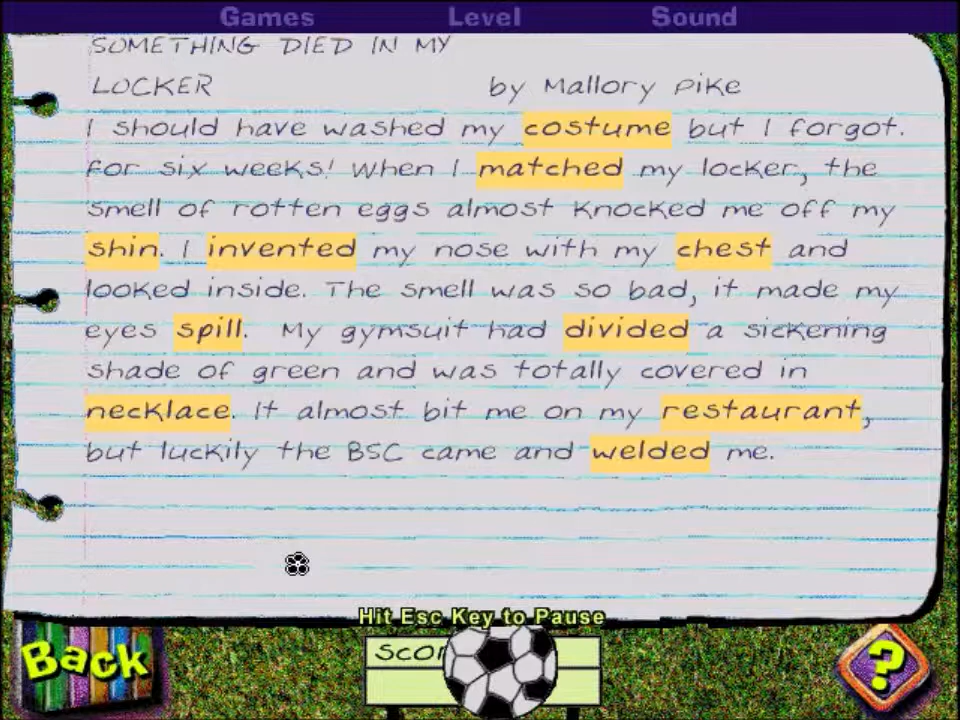 Games Level Sound
SOMETHING DIED IN MY
LOCKER by Mallory Pike
I should have washed my costume but I forgot.
For six weeks! When I matched my locker, the
smell of rotten eggs almost knocked me off my
shin. I invented my nose with my chest and
looked inside. The smell was so bad, it made my
eyes spill. My gymsuit had divided a sickening
shade of green and was totally covered in
necklace. It almost bit me on my restaurant,
but luckily the BSC came and welded me.
Hit Esc Key to Pause
Back
?